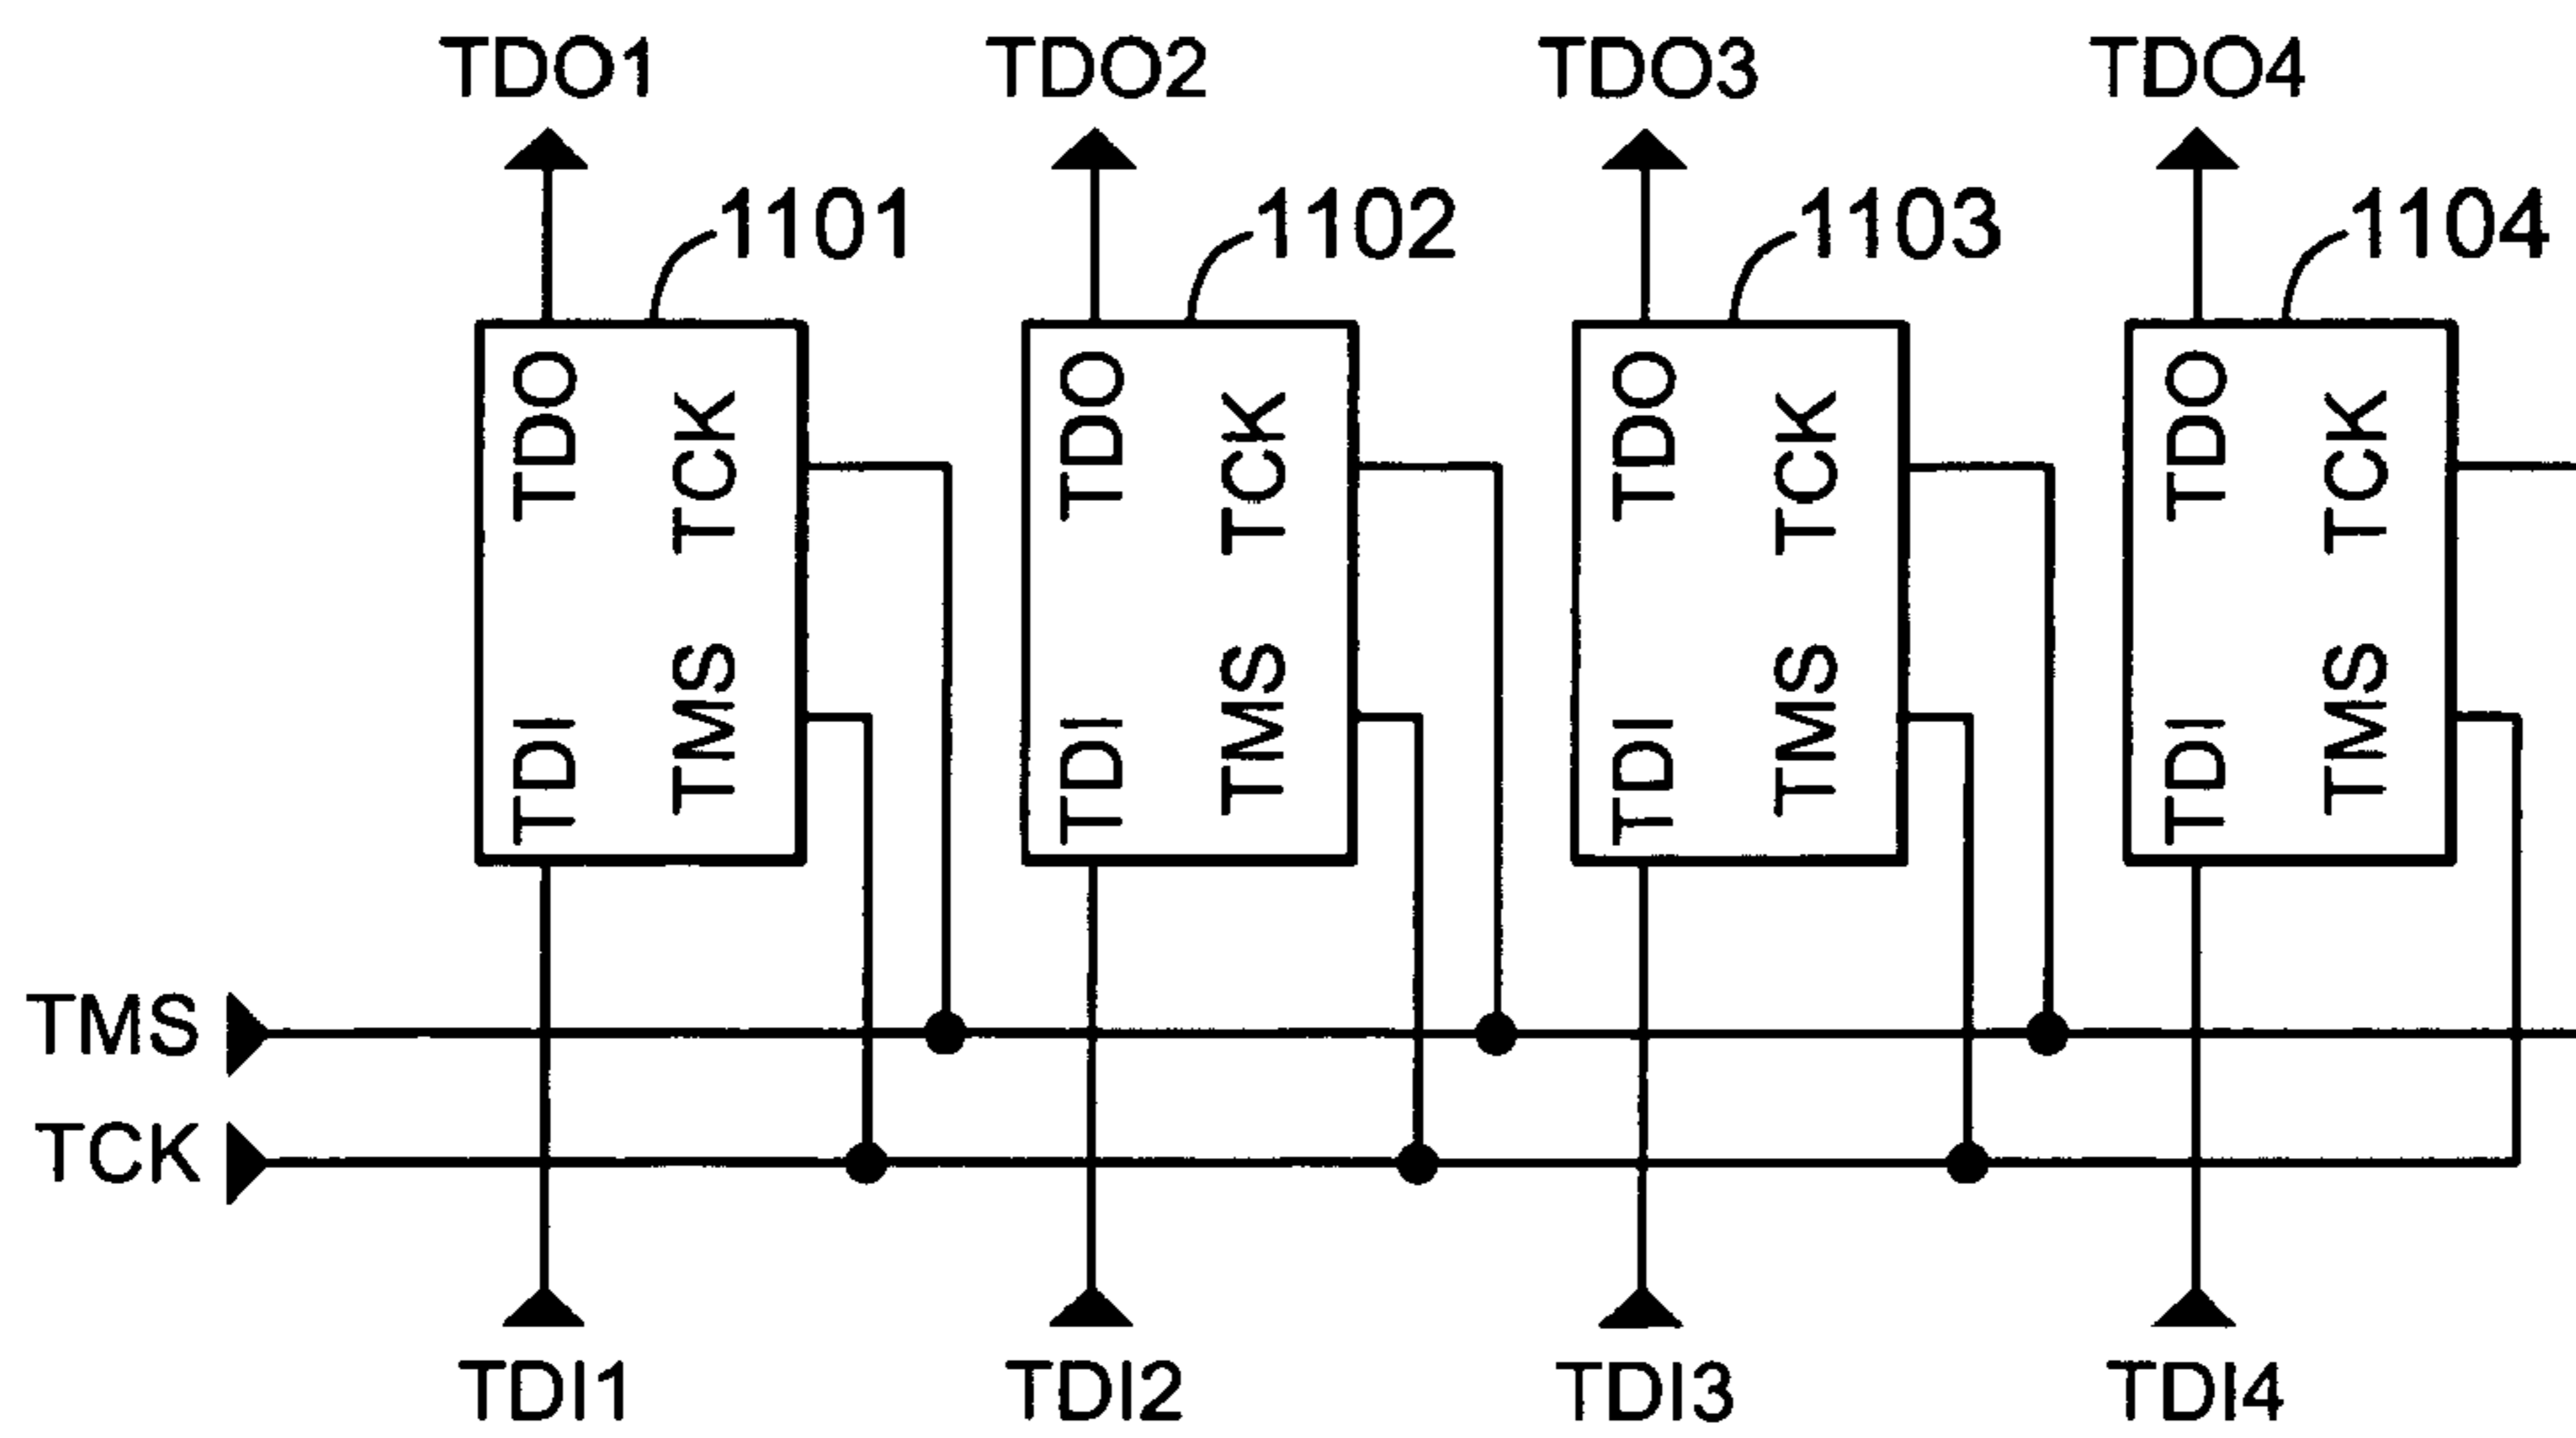 TDO1 TDO2 TDO3 TDO4
1101 1102 1103 1104
TDO TCK TDO TCK TDO TCK TDO TCK
TDI TMS TDI TMS TDI TMS TDI TMS
TMS
TCK
TDI1 TDI2 TDI3 TDI4